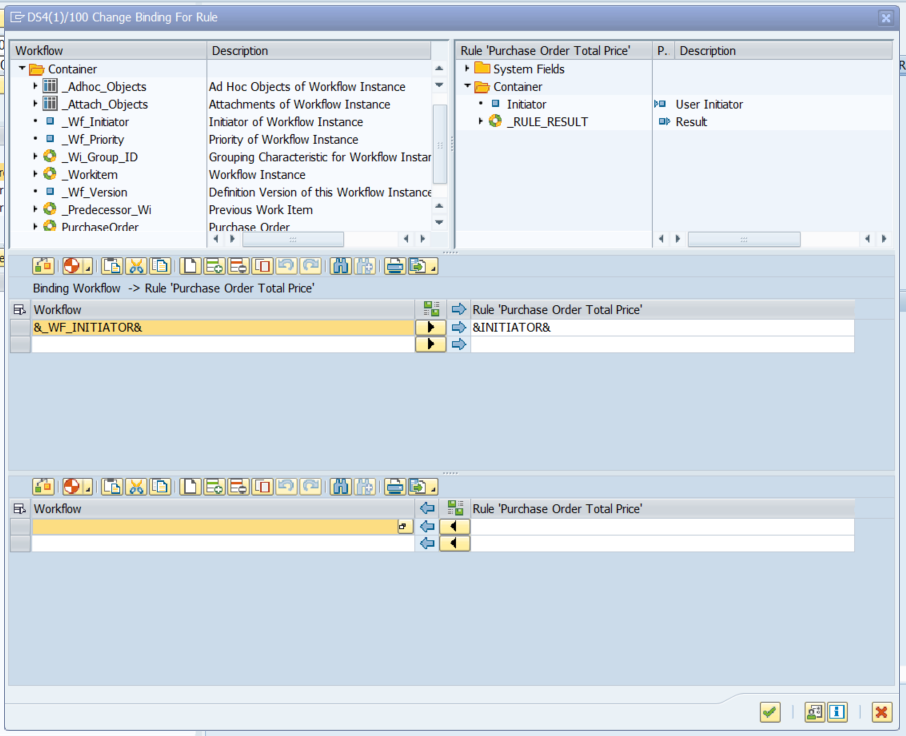 DS4(1)/100 Change Binding For Rule
Workflow Description
Container
_Adhoc_Objects Ad Hoc Objects of Workflow Instance
_Attach_Objects Attachments of Workflow Instance
_Wf_Initiator Initiator of Workflow Instance
_Wf_Priority Priority of Workflow Instance
_Wi_Group_ID Grouping Characteristic for Workflow Instar
_Workitem Workflow Instance
_Wf_Version Definition Version of this Workflow Instance
_Predecessor_Wi Previous Work Item
PurchaseOrder Purchase Order
Rule 'Purchase Order Total Price' P. Description
System Fields
Container
Initiator User Initiator
_RULE_RESULT Result
Binding Workflow -> Rule 'Purchase Order Total Price'
Workflow Rule 'Purchase Order Total Price'
&_WF_INITIATOR& &INITIATOR&
Workflow Rule 'Purchase Order Total Price'